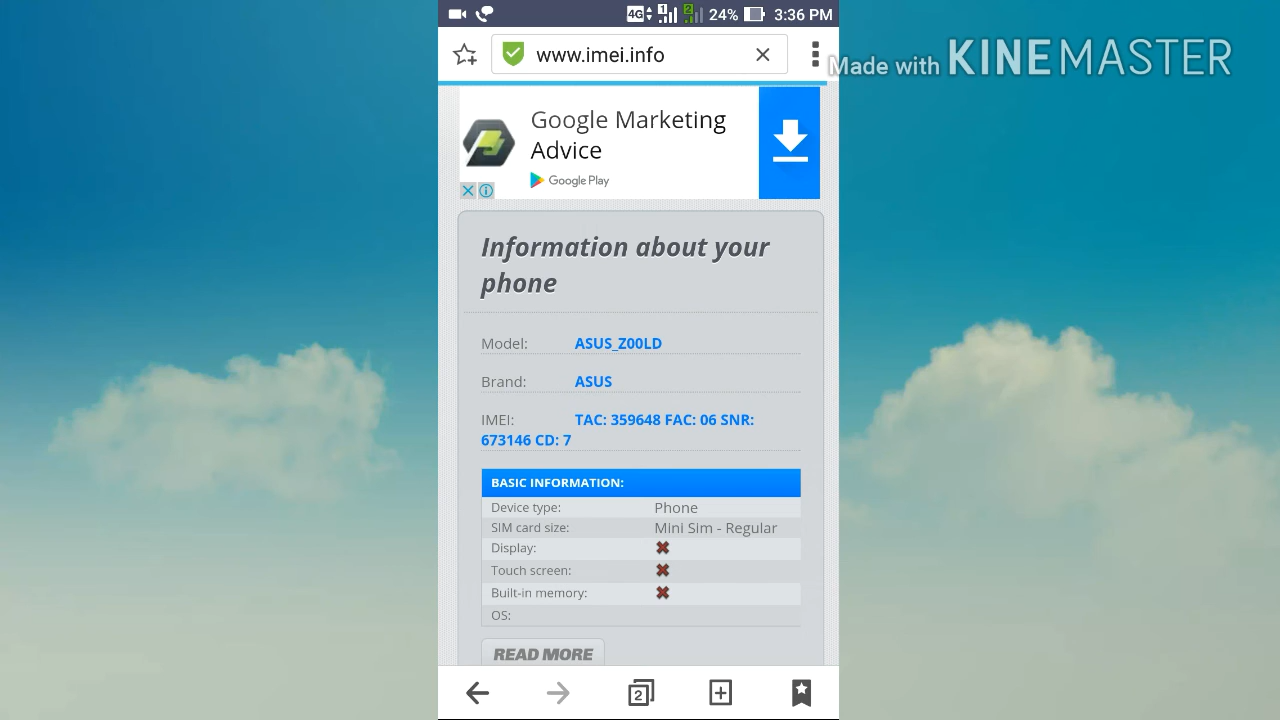 4G 1 2 24% 3:36 PM
www.imei.info
Made with KINEMASTER
Google Marketing
Advice
Google Play
Information about your
phone
Model: ASUS_Z00LD
Brand: ASUS
IMEI: TAC: 359648 FAC: 06 SNR:
673146 CD: 7
BASIC INFORMATION:
Device type: Phone
SIM card size: Mini Sim - Regular
Display:
Touch screen:
Built-in memory:
OS:
READ MORE
2